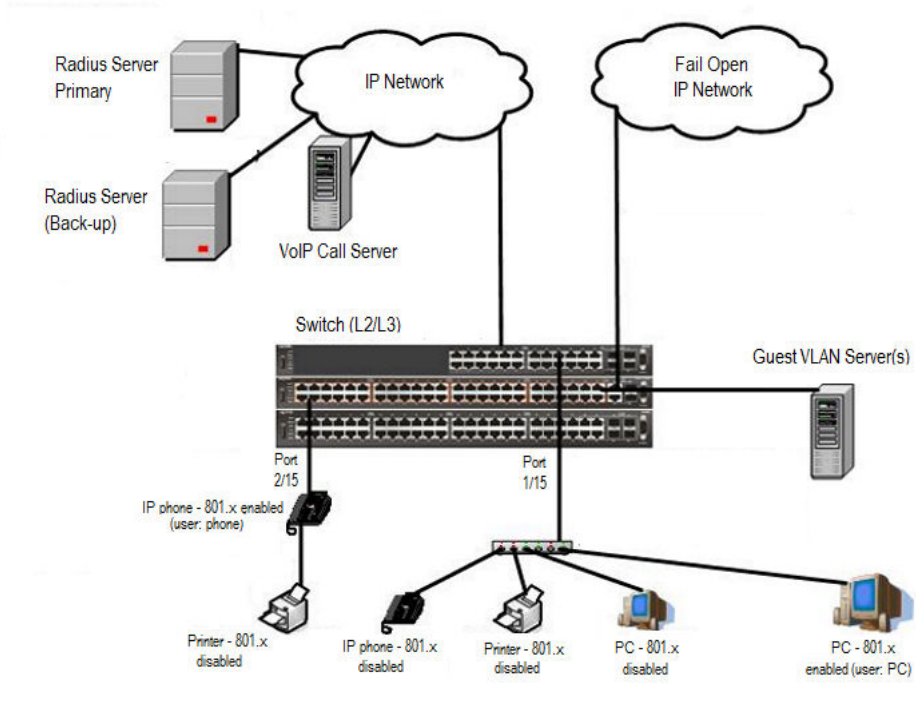 Radius Server
Primary
IP Network
Fail Open
IP Network
Radius Server
(Back-up)
VoIP Call Server
Switch (L2/L3)
Guest VLAN Server(s)
Port
2/15
Port
1/15
IP phone - 801.x enabled
(user: phone)
Printer - 801.x
disabled
IP phone - 801.x
disabled
Printer - 801.x
disabled
PC - 801.x
disabled
PC - 801.x
enabled (user: PC)